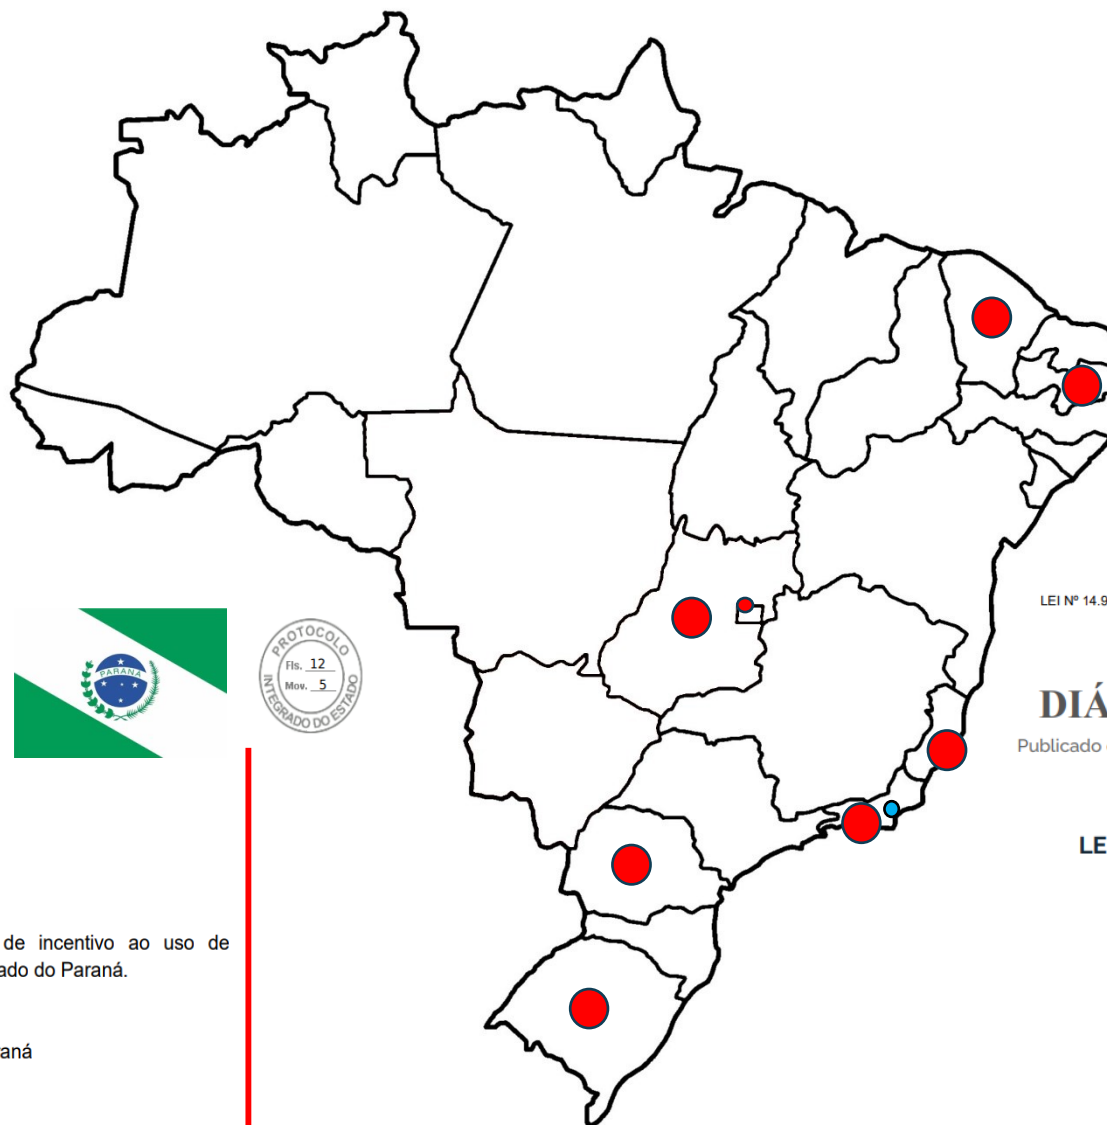 PARANÁ
PROTOCOLO
Fls. 12
Mov. 5
INTEGRADO DO ESTADO
de incentivo ao uso de
ado do Paraná.
raná
LEI Nº 14.9
DIÁ
Publicado
LE